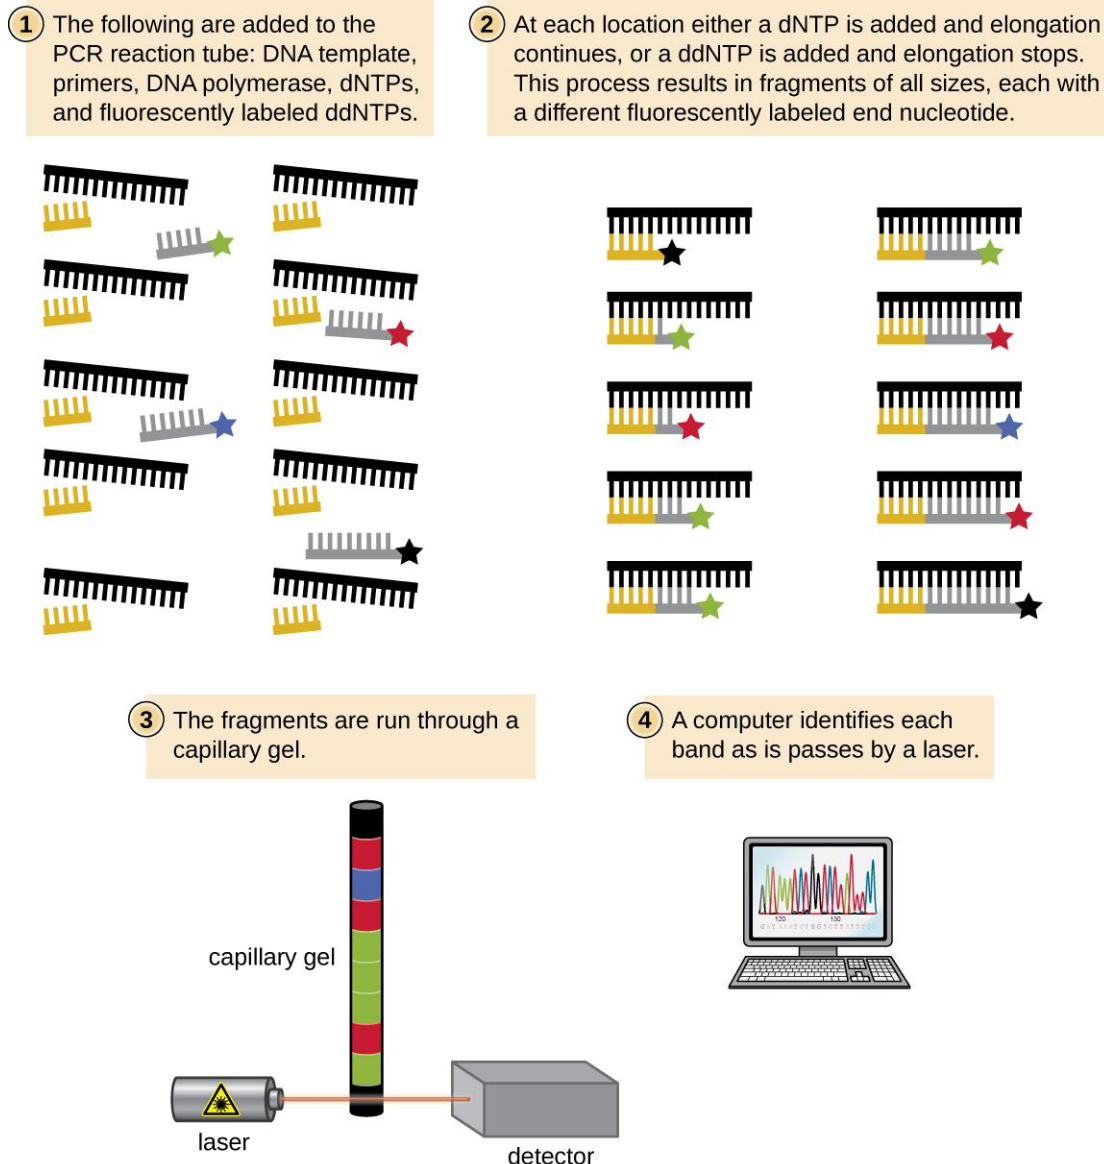 1 The following are added to the
PCR reaction tube: DNA template,
primers, DNA polymerase, dNTPs,
and fluorescently labeled ddNTPs.
2 At each location either a dNTP is added and elongation
continues, or a ddNTP is added and elongation stops.
This process results in fragments of all sizes, each with
a different fluorescently labeled end nucleotide.
3 The fragments are run through a
capillary gel.
4 A computer identifies each
band as is passes by a laser.
capillary gel
laser
detector
120 130